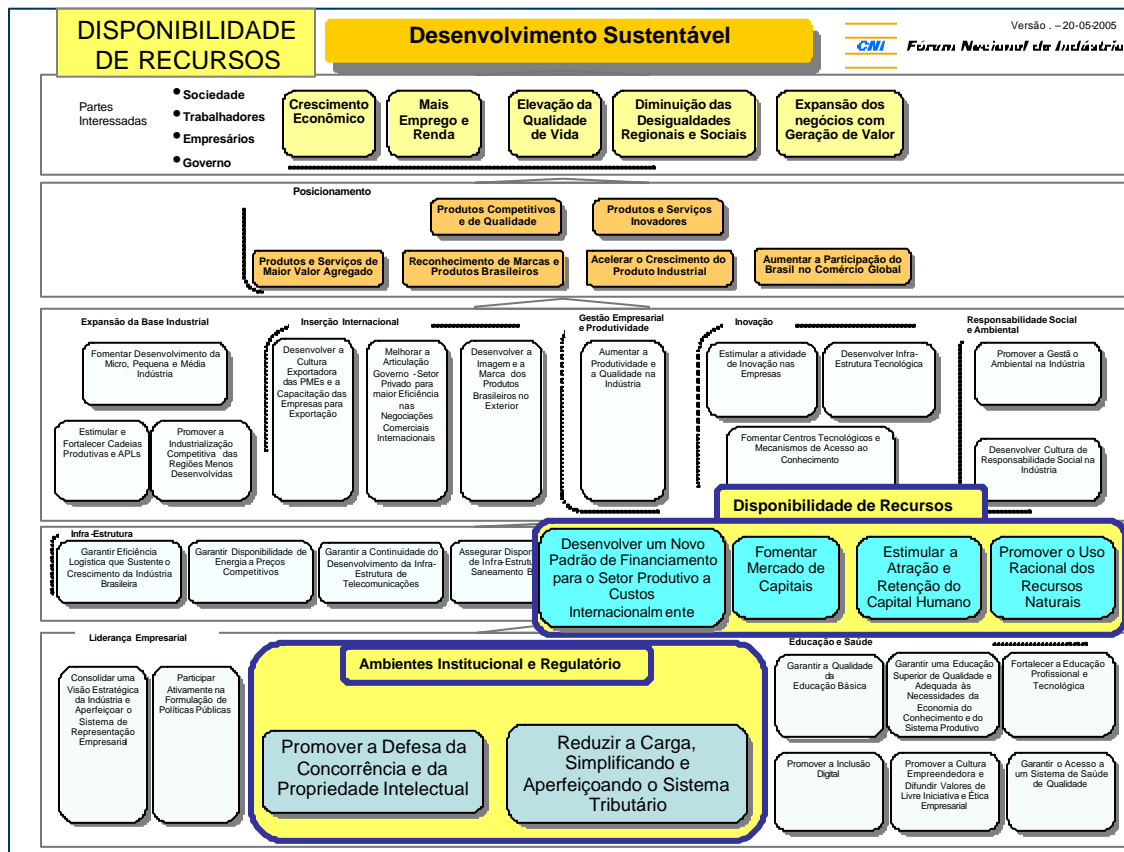 DISPONIBILIDADE
DE RECURSOS
Desenvolvimento Sustentável
Versão . – 20-05-2005
CNI
Fórum Nacional da Indústria
Partes
Interessadas
• Sociedade
• Trabalhadores
• Empresários
• Governo
Crescimento
Econômico
Mais
Emprego e
Renda
Elevação da
Qualidade
de Vida
Diminuição das
Desigualdades
Regionais e Sociais
Expansão dos
negócios com
Geração de Valor
Posicionamento
Produtos Competitivos
e de Qualidade
Produtos e Serviços
Inovadores
Produtos e Serviços de
Maior Valor Agregado
Reconhecimento de Marcas e
Produtos Brasileiros
Acelerar o Crescimento do
Produto Industrial
Aumentar a Participação do
Brasil no Comércio Global
Expansão da Base Industrial
Fomentar Desenvolvimento da
Micro, Pequena e Média
Indústria
Estimular e
Fortalecer Cadeias
Produtivas e APLs
Promover a
Industrialização
Competitiva das
Regiões Menos
Desenvolvidas
Inserção Internacional
Desenvolver a
Cultura
Exportadora
das PMEs e a
Capacitação das
Empresas para
Exportação
Melhorar a
Articulação
Governo -Setor
Privado para
maior Eficiência
nas
Negociações
Comerciais
Internacionais
Desenvolver a
Imagem e a
Marca dos
Produtos
Brasileiros no
Exterior
Gestão Empresarial
e Produtividade
Aumentar a
Produtividade e
a Qualidade na
Indústria
Inovação
Estimular a atividade
de Inovação nas
Empresas
Desenvolver Infra-
Estrutura Tecnológica
Fomentar Centros Tecnológicos e
Mecanismos de Acesso ao
Conhecimento
Responsabilidade Social
e Ambiental
Promover a Gestã o
Ambiental na Indústria
Desenvolver Cultura de
Responsabilidade Social na
Indústria
Disponibilidade de Recursos
Desenvolver um Novo
Padrão de Financiamento
para o Setor Produtivo a
Custos
Internacionalmente
Fomentar
Mercado de
Capitais
Estimular a
Atração e
Retenção do
Capital Humano
Promover o Uso
Racional dos
Recursos
Naturais
Infra -Estrutura
Garantir Eficiência
Logística que Sustente o
Crescimento da Indústria
Brasileira
Garantir Disponibilidade de
Energia a Preços
Competitivos
Garantir a Continuidade do
Desenvolvimento da Infra-
Estrutura de
Telecomunicações
Assegurar Dispon
de Infra-Estrutu
Saneamento B
Liderança Empresarial
Consolidar uma
Visão Estratégica
da Indústria e
Aperfeiçoar o
Sistema de
Representação
Empresarial
Participar
Ativamente na
Formulação de
Políticas Públicas
Ambientes Institucional e Regulatório
Promover a Defesa da
Concorrência e da
Propriedade Intelectual
Reduzir a Carga,
Simplificando e
Aperfeiçoando o Sistema
Tributário
Educação e Saúde
Garantir a Qualidade
da
Educação Básica
Garantir uma Educação
Superior de Qualidade e
Adequada às
Necessidades da
Economia do
Conhecimento e do
Sistema Produtivo
Fortalecer a Educação
Profissional e
Tecnológica
Promover a Inclusão
Digital
Promover a Cultura
Empreendedora e
Difundir Valores de
Livre Iniciativa e Ética
Empresarial
Garantir o Acesso a
um Sistema de Saúde
de Qualidade